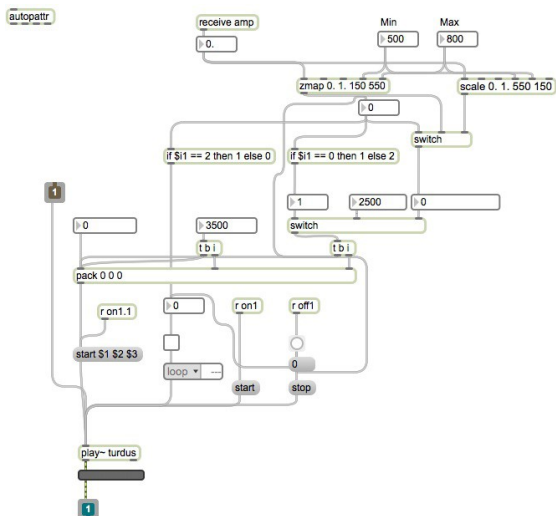 autopattr
receive amp
Min
Max
0.
500
800
zmap 0. 1. 150 550
scale 0. 1. 550 150
0
switch
if $i1 == 2 then 1 else 0
if $i1 == 0 then 1 else 2
1
1
2500
0
0
3500
switch
t b i
t b i
pack 0 0 0
r on1.1
0
r on1
r off1
start $1 $2 $3
0
loop
---
start
stop
play~ turdus
1